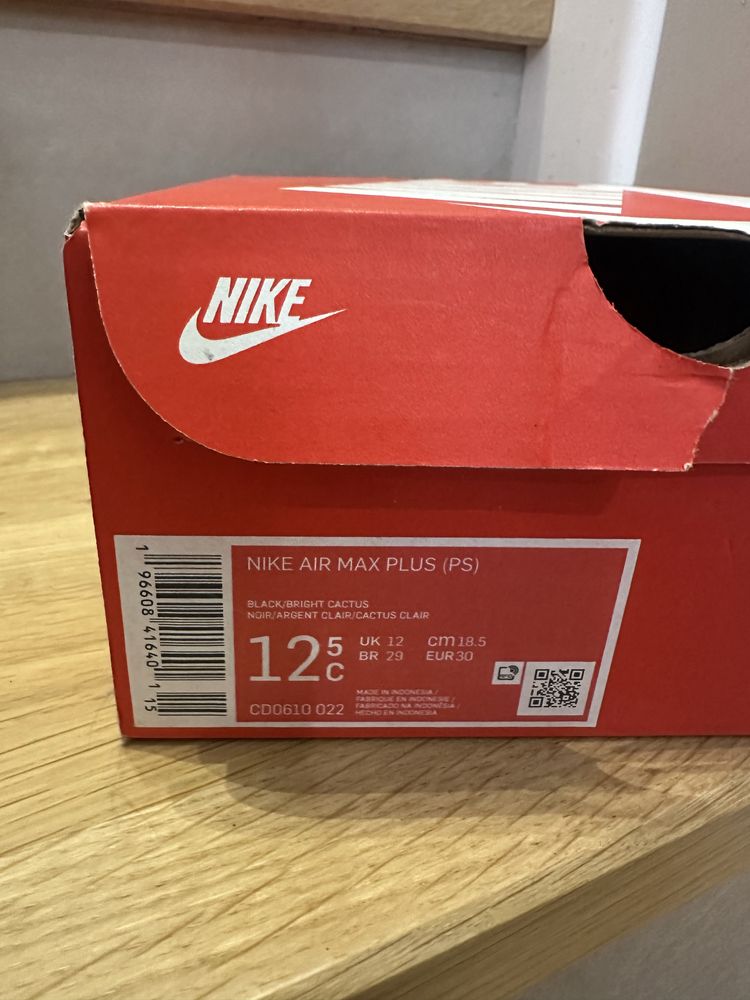 NIKE
NIKE AIR MAX PLUS (PS)
BLACK/BRIGHT CACTUS
NOIR/ARGENT CLAIR/CACTUS CLAIR
12 5 C
UK 12 cm 18.5
BR 29 EUR 30
CD0610 022
MADE IN INDONESIA /
FABRIQUE EN INDONESIE /
FABRICADO NA INDONÉSIA /
HECHO EN INDONESIA
1 96608 41640 1 15